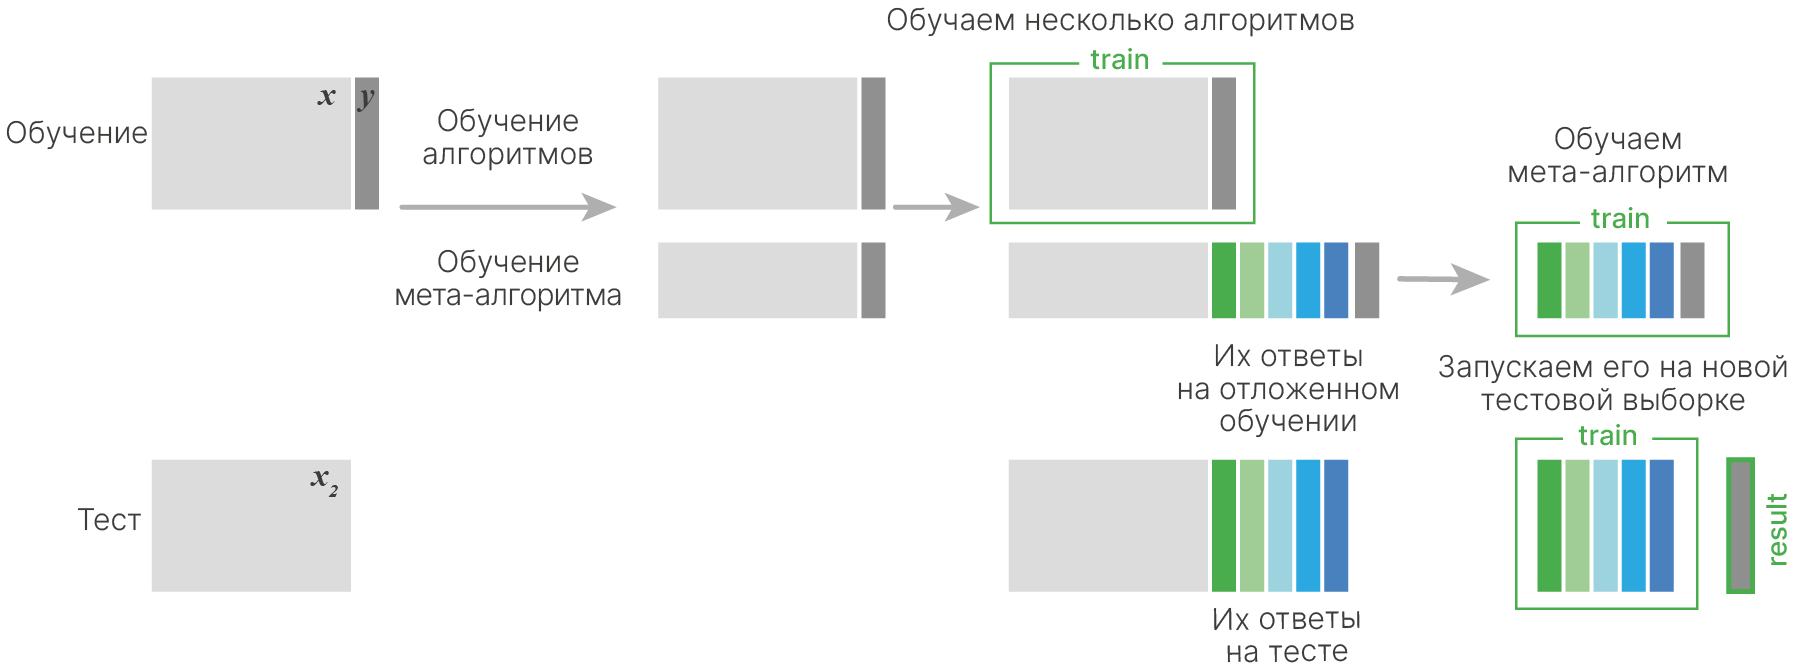 Обучаем несколько алгоритмов
train
x
y
Обучение
Обучение
алгоритмов
Обучение
мета-алгоритма
Обучаем
мета-алгоритм
train
Их ответы
на отложенном
обучении
Запускаем его на новой
тестовой выборке
train
x2
Тест
result
Их ответы
на тесте